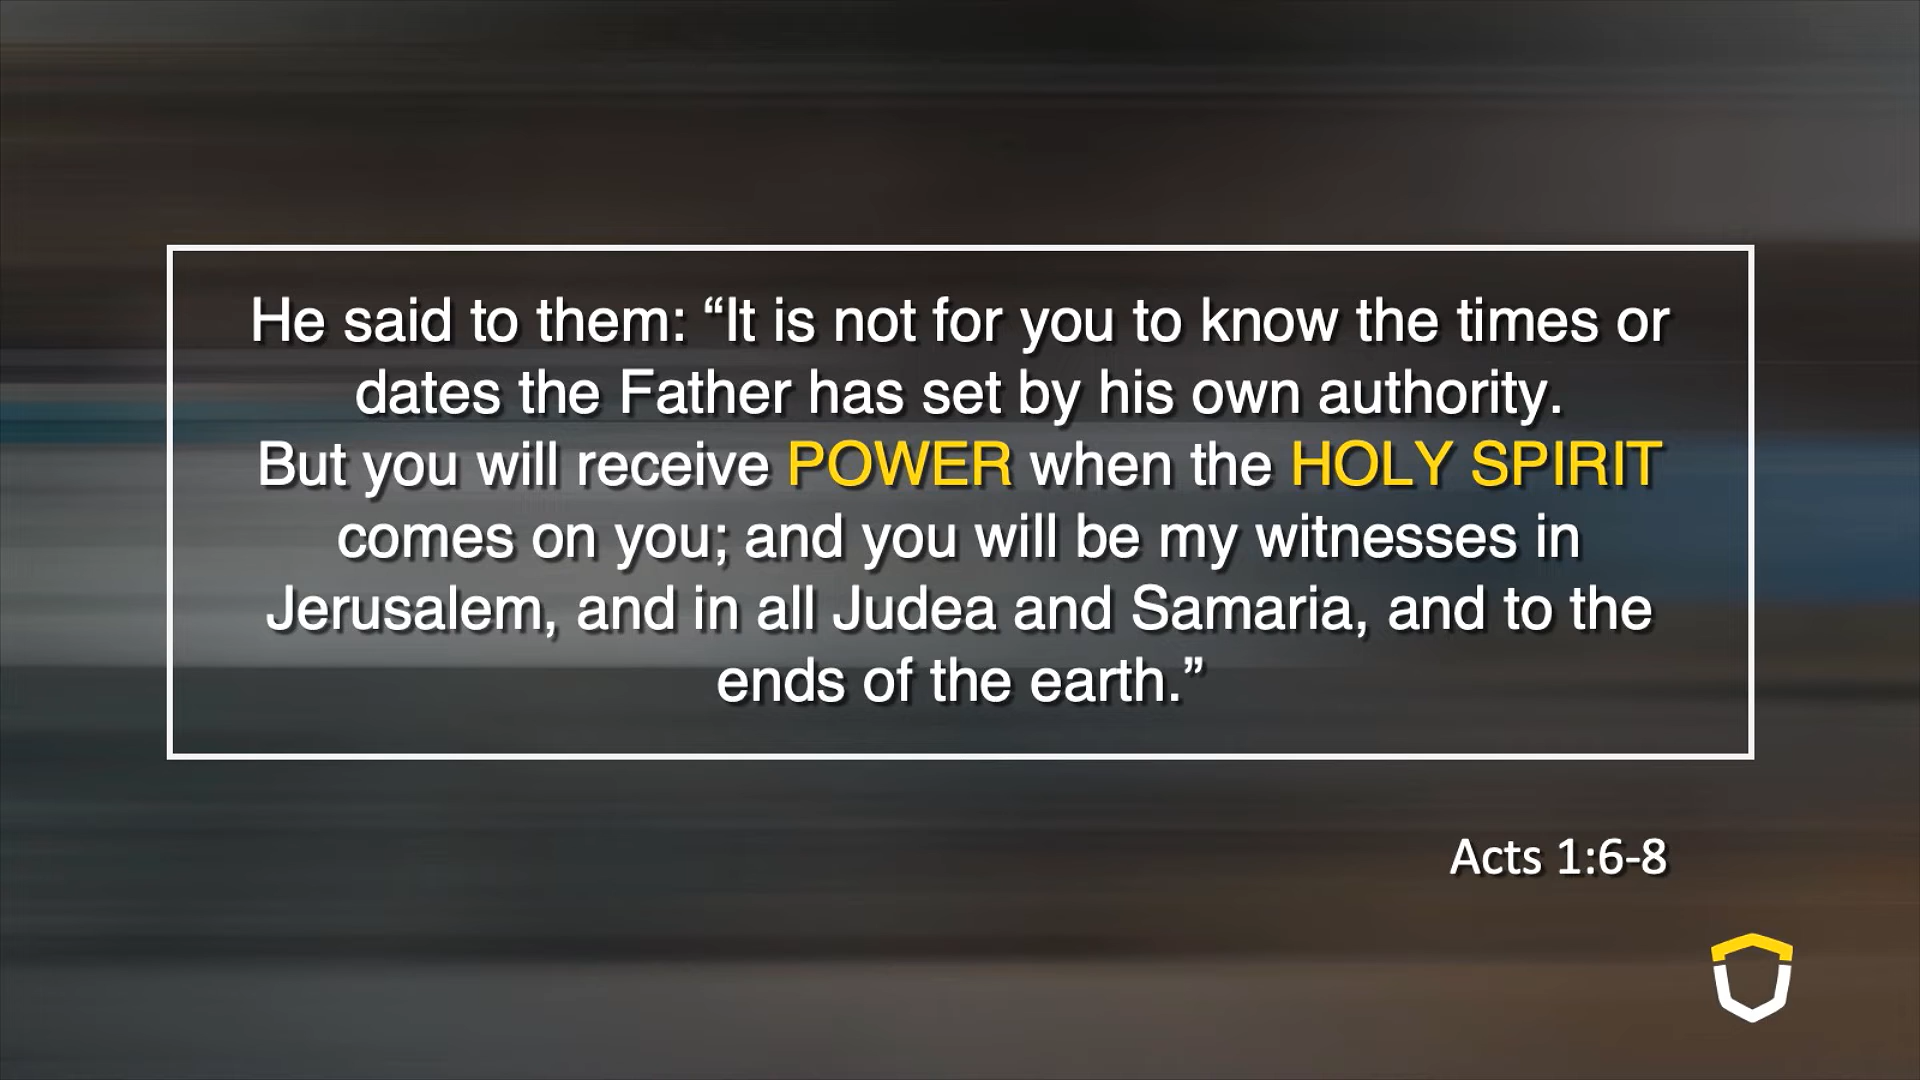 He said to them: “It is not for you to know the times or
dates the Father has set by his own authority.
But you will receive POWER when the HOLY SPIRIT
comes on you; and you will be my witnesses in
Jerusalem, and in all Judea and Samaria, and to the
ends of the earth.”
Acts 1:6-8